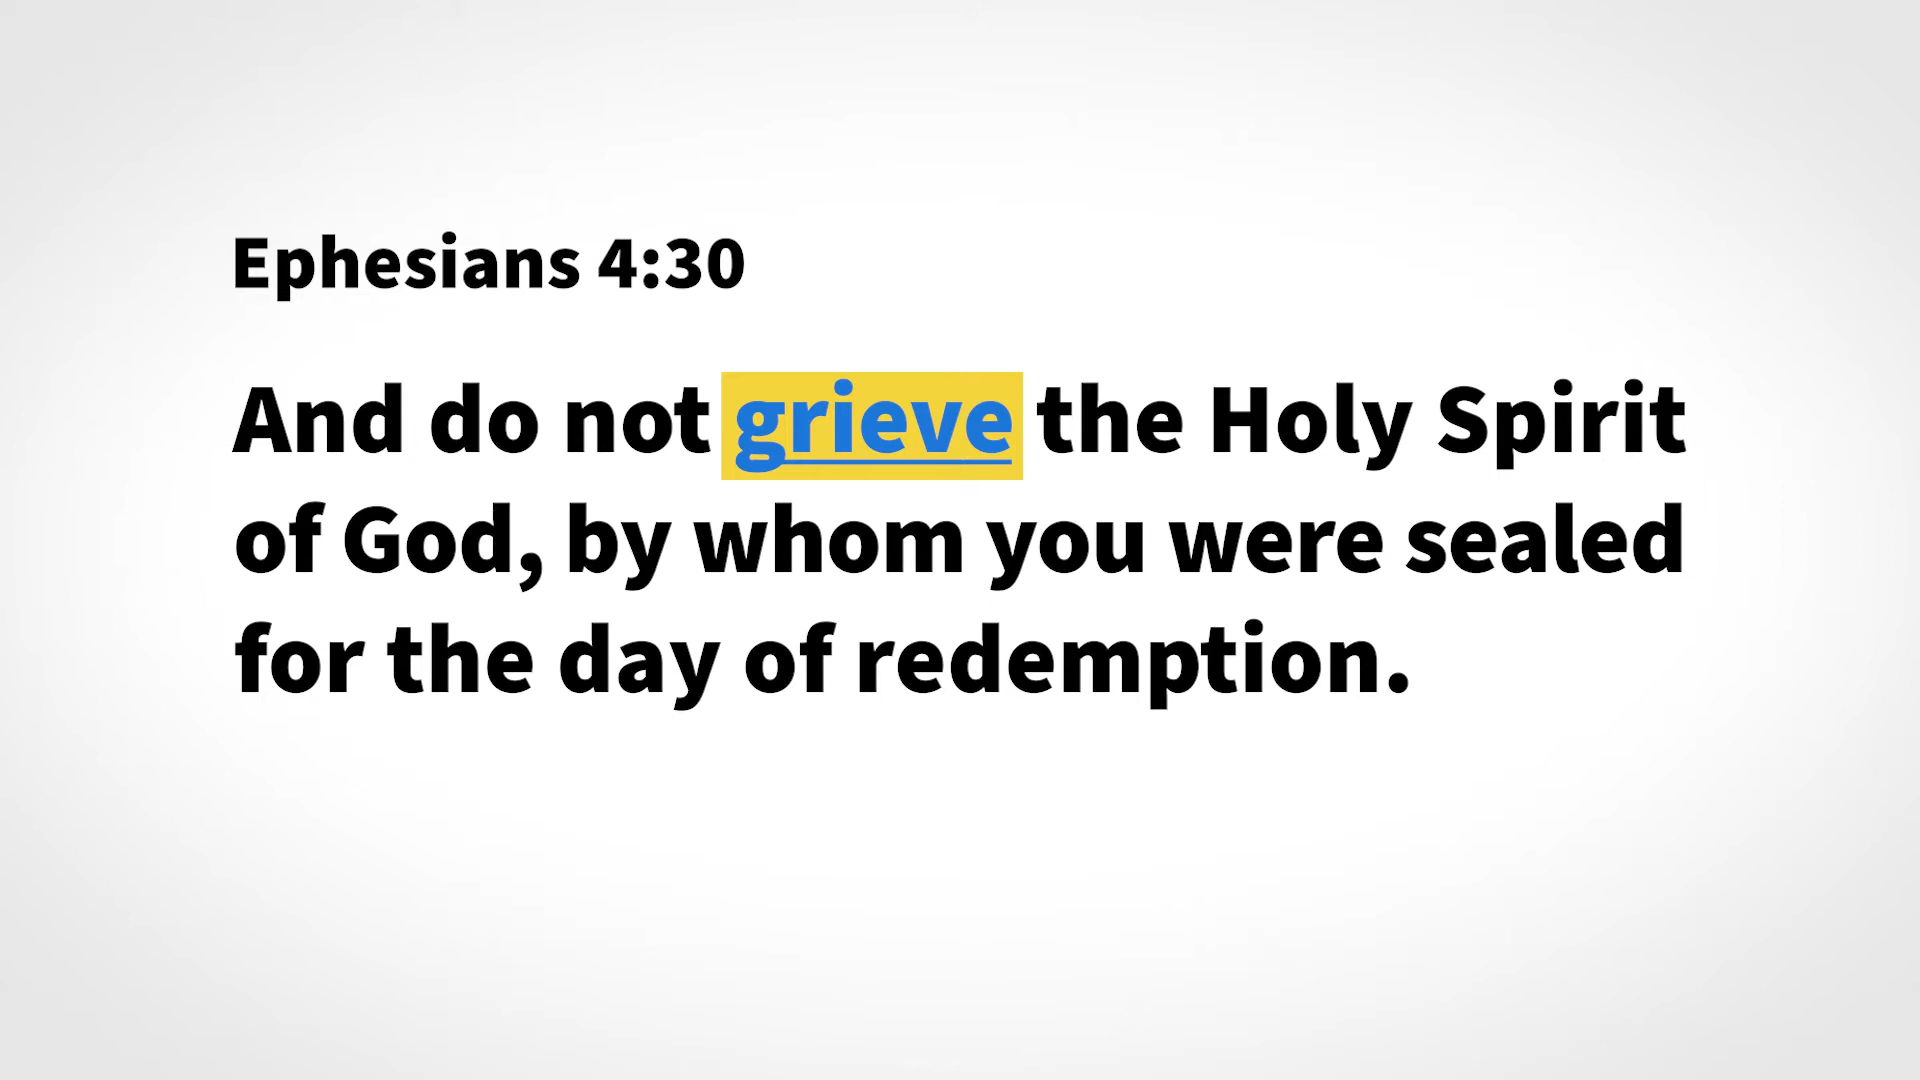 Ephesians 4:30
And do not grieve the Holy Spirit
of God, by whom you were sealed
for the day of redemption.